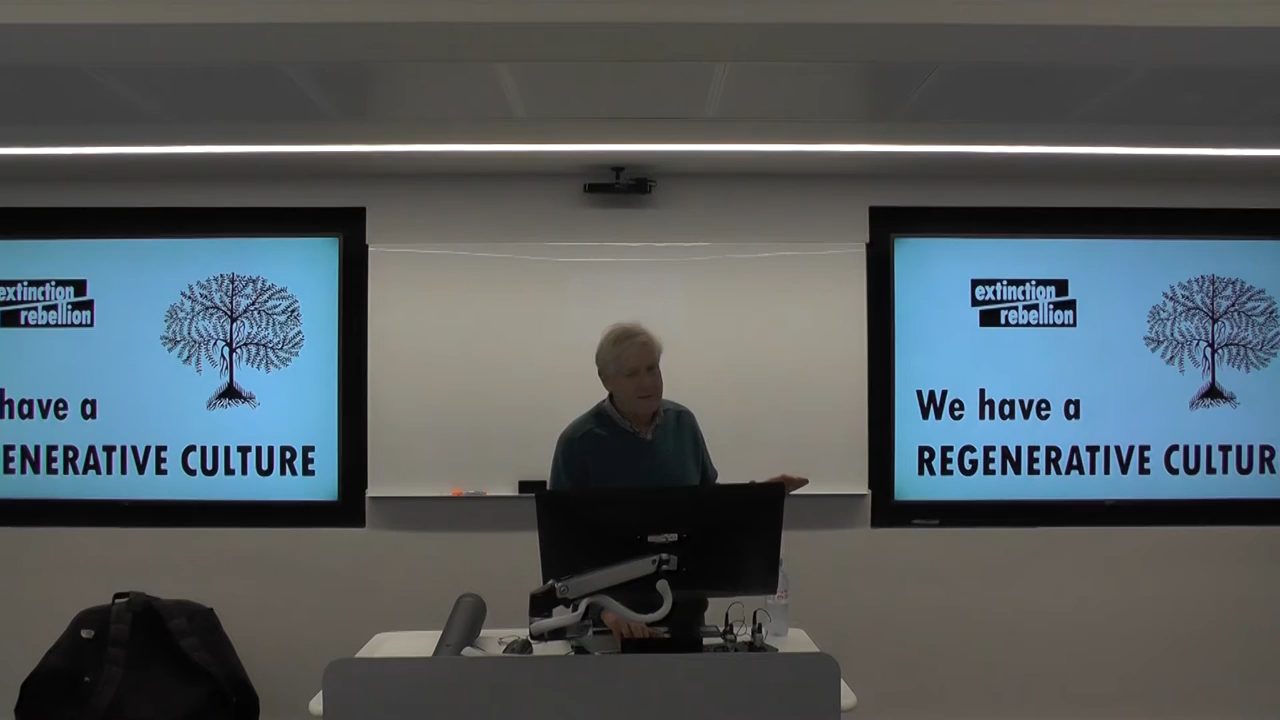 extinction
rebellion
have a
ENERATIVE CULTURE
extinction
rebellion
We have a
REGENERATIVE CULTUR